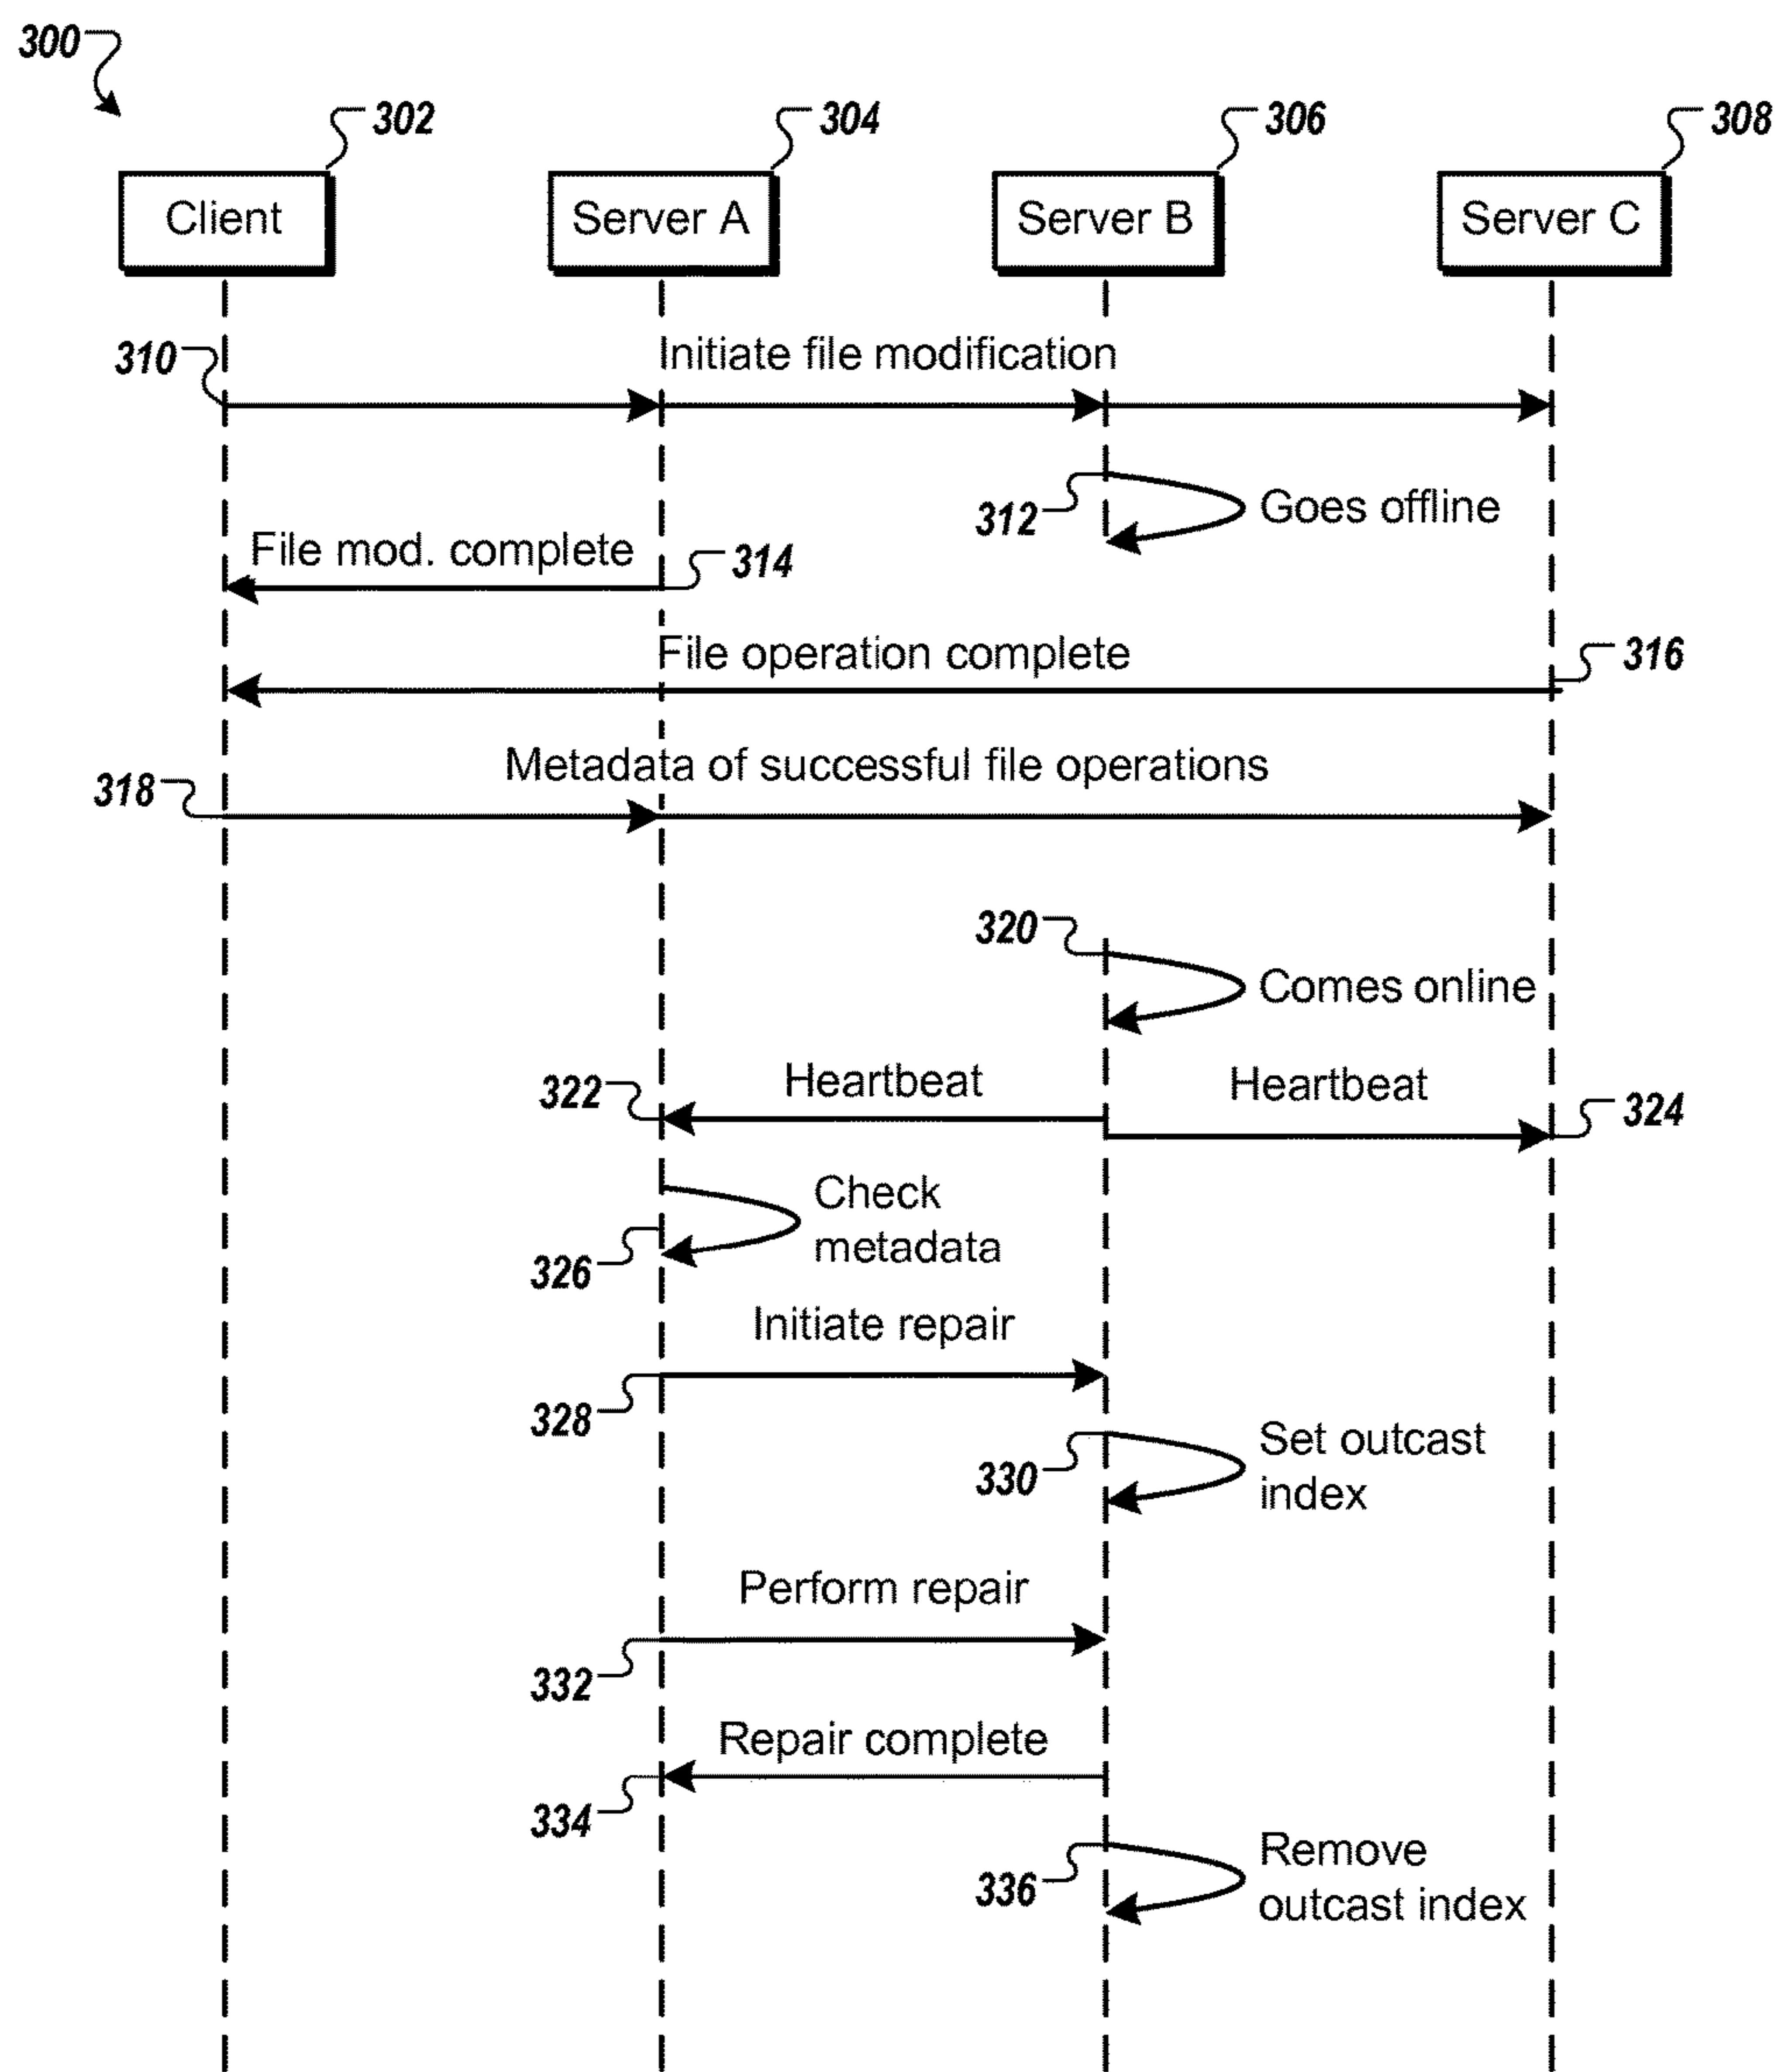 300
302
304
306
308
Client
Server A
Server B
Server C
310
Initiate file modification
312
Goes offline
File mod. complete
314
File operation complete
316
318
Metadata of successful file operations
320
Comes online
322
Heartbeat
Heartbeat
324
Check
metadata
326
Initiate repair
328
Set outcast
index
330
Perform repair
332
Repair complete
334
Remove
outcast index
336